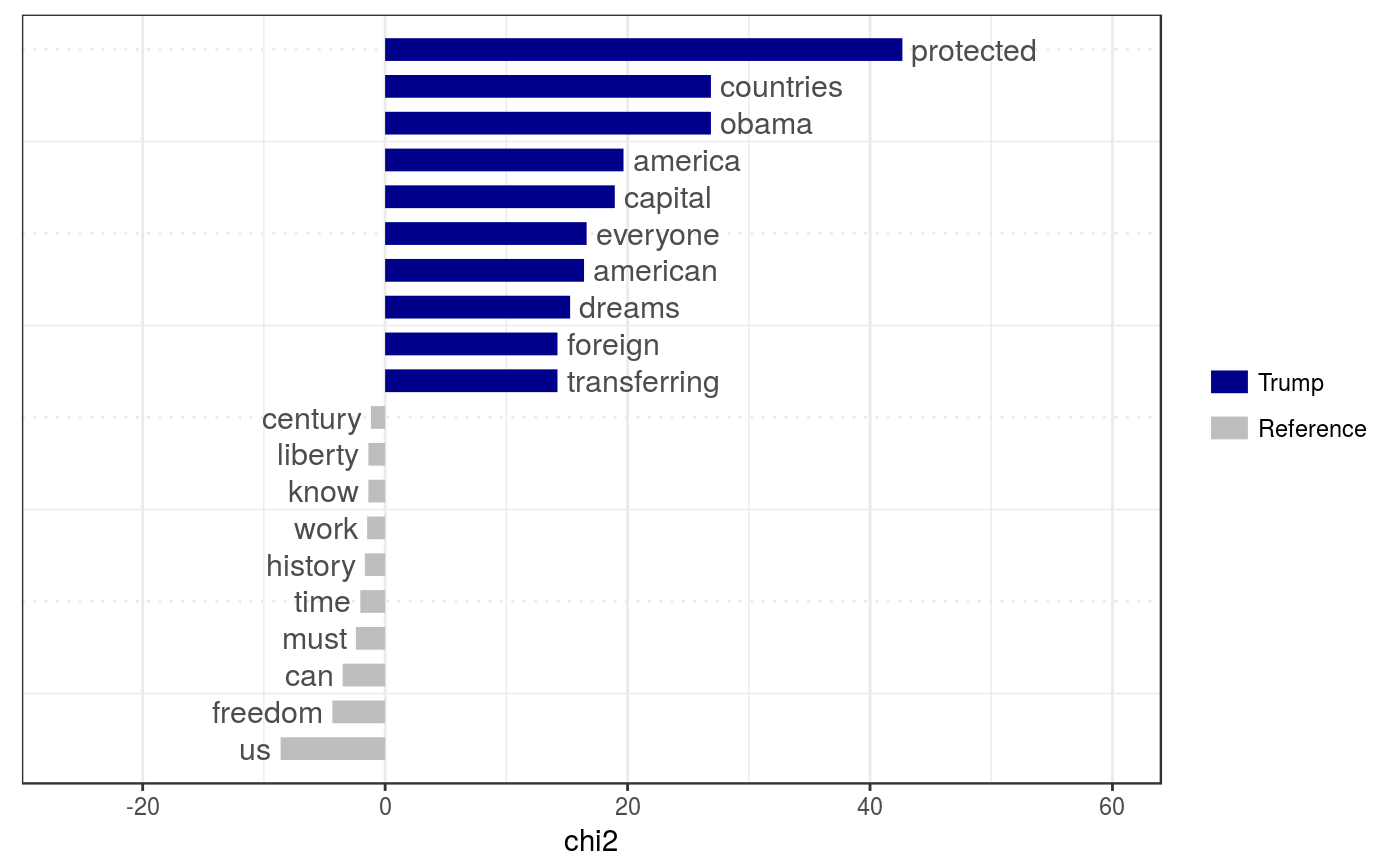 protected
countries
obama
america
capital
everyone
american
dreams
foreign
transferring
century
liberty
know
work
history
time
must
can
freedom
us
-20 0 20 40 60
chi2
Trump
Reference